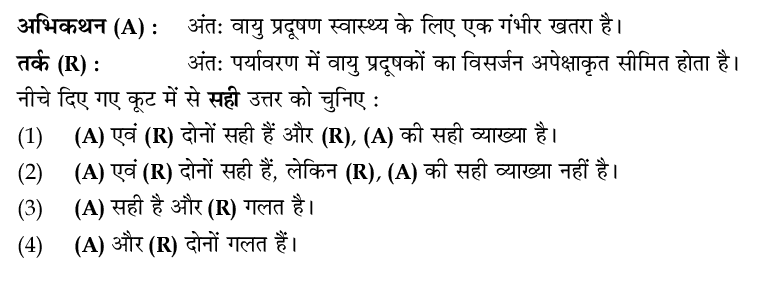 अभिकथन (A) : अंतः वायु प्रदूषण स्वास्थ्य के लिए एक गंभीर खतरा है।
तर्क (R) : अंतः पर्यावरण में वायु प्रदूषकों का विसर्जन अपेक्षाकृत सीमित होता है।
नीचे दिए गए कूट में से सही उत्तर को चुनिए :
(1) (A) एवं (R) दोनों सही हैं और (R), (A) की सही व्याख्या है।
(2) (A) एवं (R) दोनों सही हैं, लेकिन (R), (A) की सही व्याख्या नहीं है।
(3) (A) सही है और (R) गलत है।
(4) (A) और (R) दोनों गलत हैं।